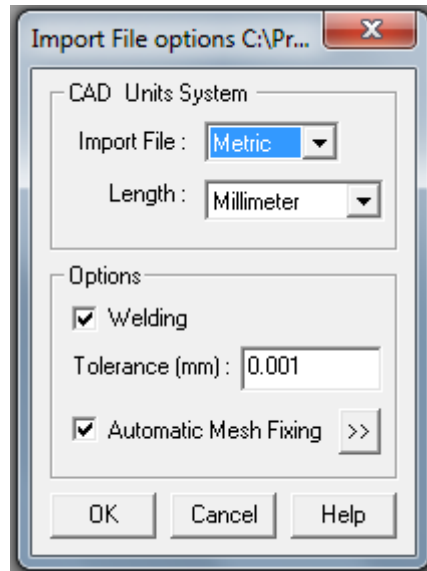 Import File options C:\Pr...
CAD Units System
Import File : Metric
Length : Millimeter
Options
Welding
Tolerance (mm) : 0.001
Automatic Mesh Fixing >>
OK Cancel Help